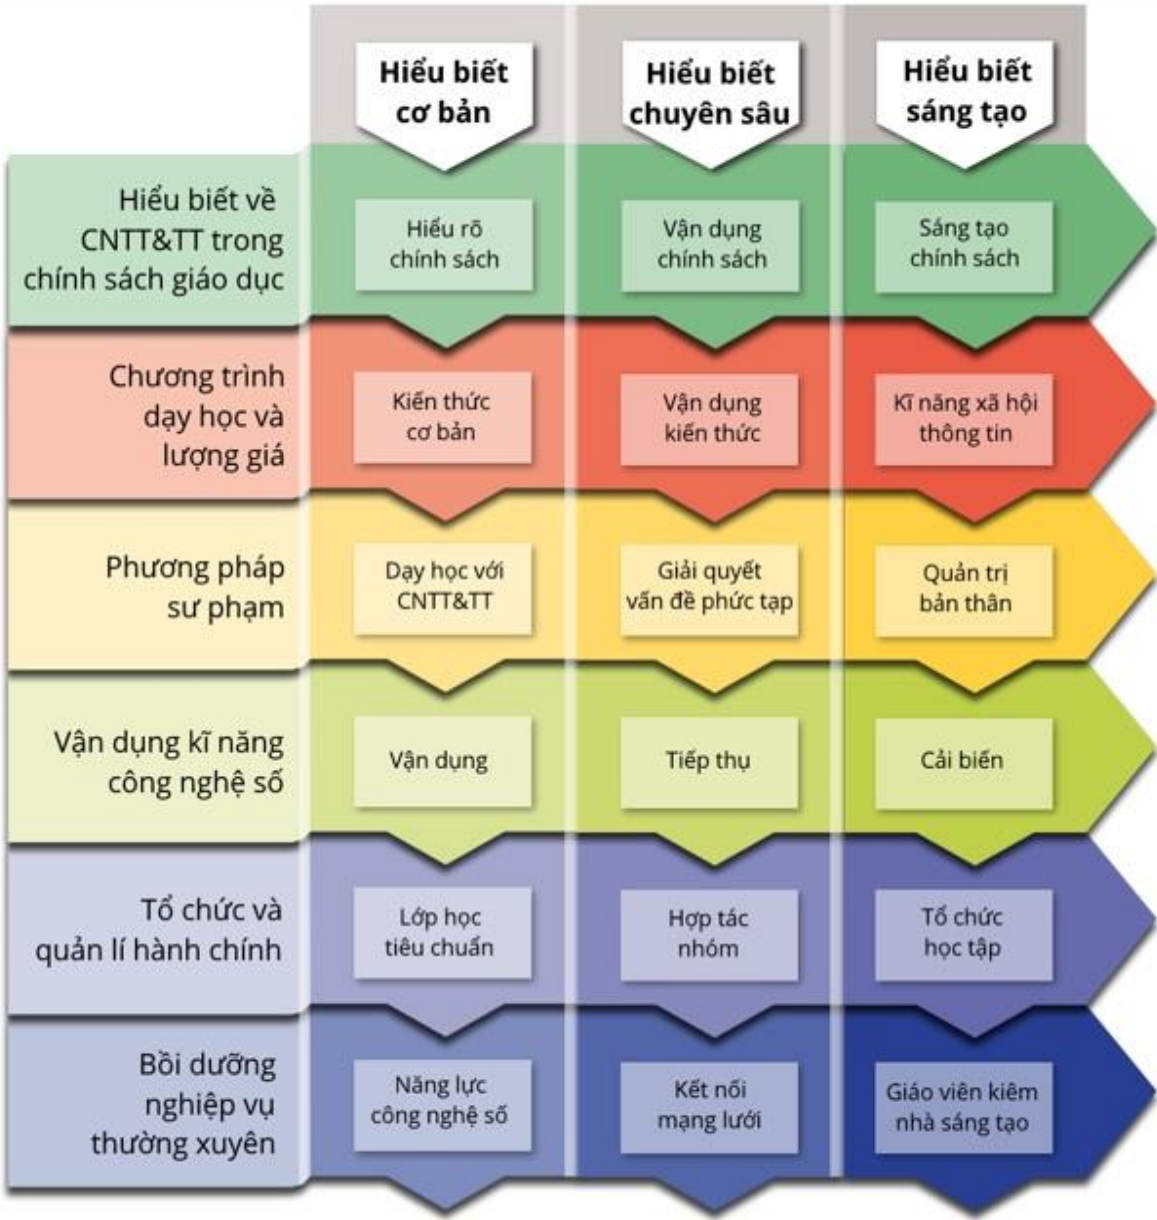 Hiểu biết
cơ bản
Hiểu biết
chuyên sâu
Hiểu biết
sáng tạo
Hiểu biết về
CNTT&TT trong
chính sách giáo dục
Hiểu rõ
chính sách
Vận dụng
chính sách
Sáng tạo
chính sách
Chương trình
dạy học và
lượng giá
Kiến thức
cơ bản
Vận dụng
kiến thức
Kĩ năng xã hội
thông tin
Phương pháp
sư phạm
Dạy học với
CNTT&TT
Giải quyết
vấn đề phức tạp
Quản trị
bản thân
Vận dụng kĩ năng
công nghệ số
Vận dụng
Tiếp thụ
Cải biến
Tổ chức và
quản lí hành chính
Lớp học
tiêu chuẩn
Hợp tác
nhóm
Tổ chức
học tập
Bồi dưỡng
nghiệp vụ
thường xuyên
Năng lực
công nghệ số
Kết nối
mạng lưới
Giáo viên kiêm
nhà sáng tạo